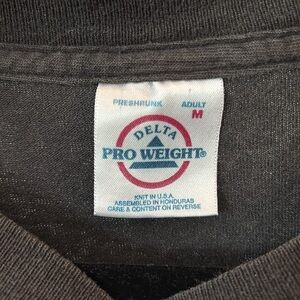 PRESHRUNK ADULT
M
DELTA
PRO WEIGHT®
KNIT IN U.S.A.
ASSEMBLED IN HONDURAS
CARE & CONTENT ON REVERSE